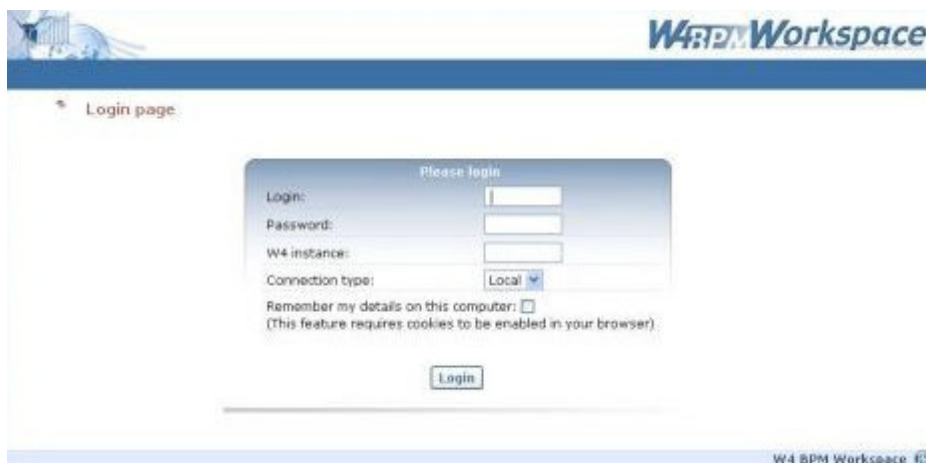 W4BPM Workspace
Login page
Please login
Login:
Password:
W4 instance:
Connection type: Local
Remember my details on this computer:
(This feature requires cookies to be enabled in your browser)
Login
W4 BPM Workspace